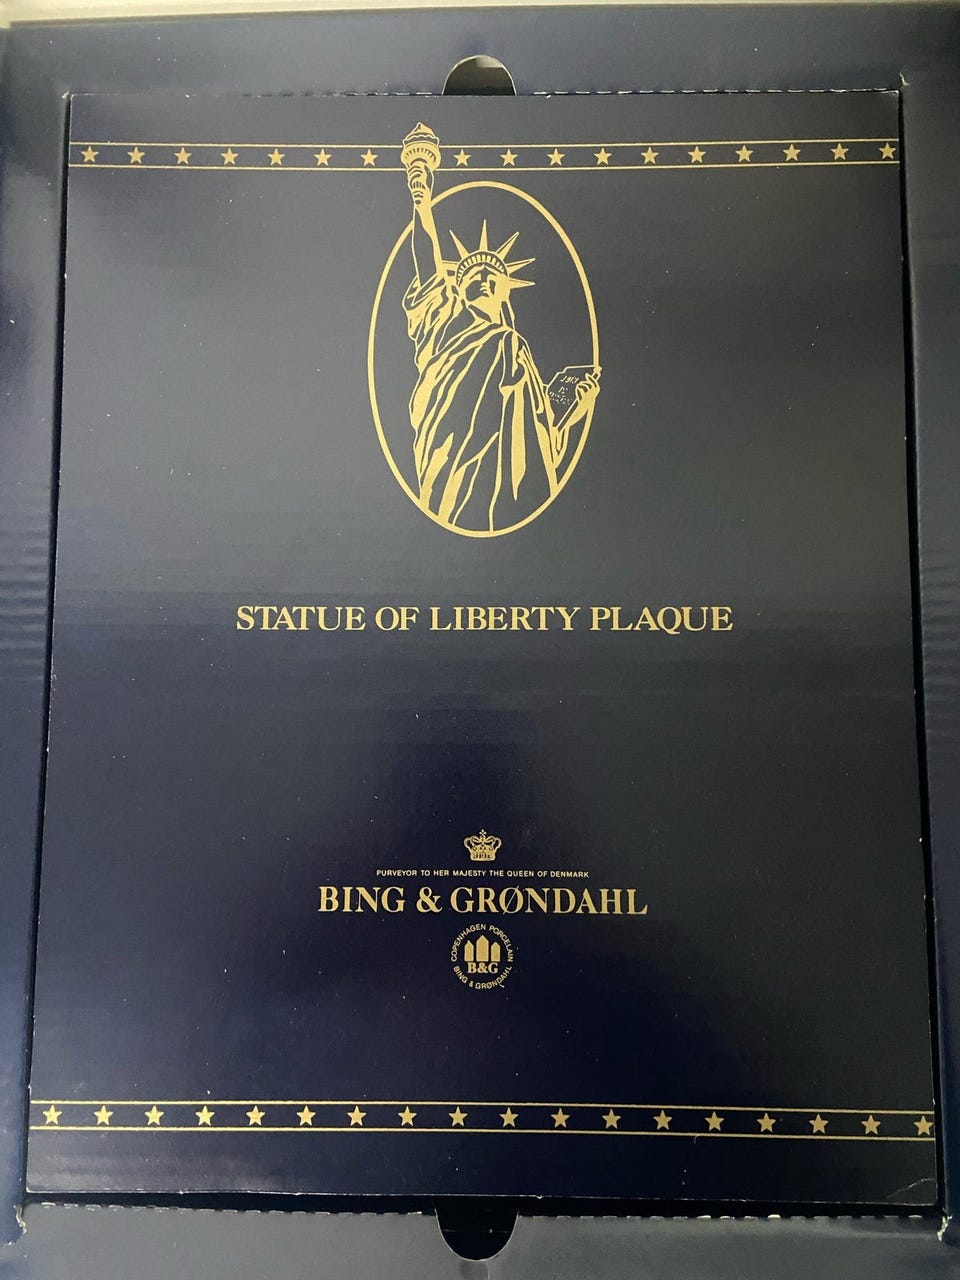 STATUE OF LIBERTY PLAQUE
PURVEYOR TO HER MAJESTY THE QUEEN OF DENMARK
BING & GRØNDAHL
COPENHAGEN PORCELAIN
B&G
BING & GRØNDAHL